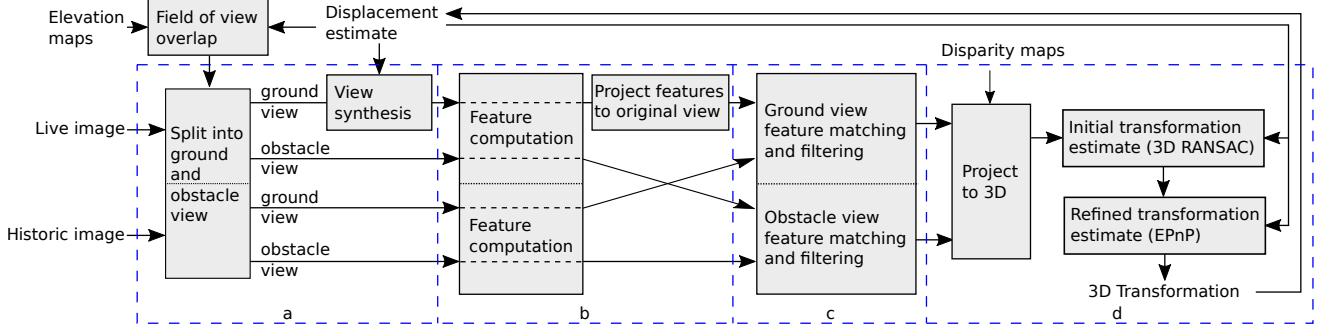 Elevation
maps
Field of view
overlap
Displacement
estimate
Disparity maps
Live image
Historic image
Split into
ground
and
obstacle
view
ground
view
obstacle
view
ground
view
obstacle
view
View
synthesis
Feature
computation
Feature
computation
Project features
to original view
Ground view
feature matching
and filtering
Obstacle view
feature matching
and filtering
Project
to 3D
Initial transformation
estimate (3D RANSAC)
Refined transformation
estimate (EPnP)
3D Transformation
a
b
c
d